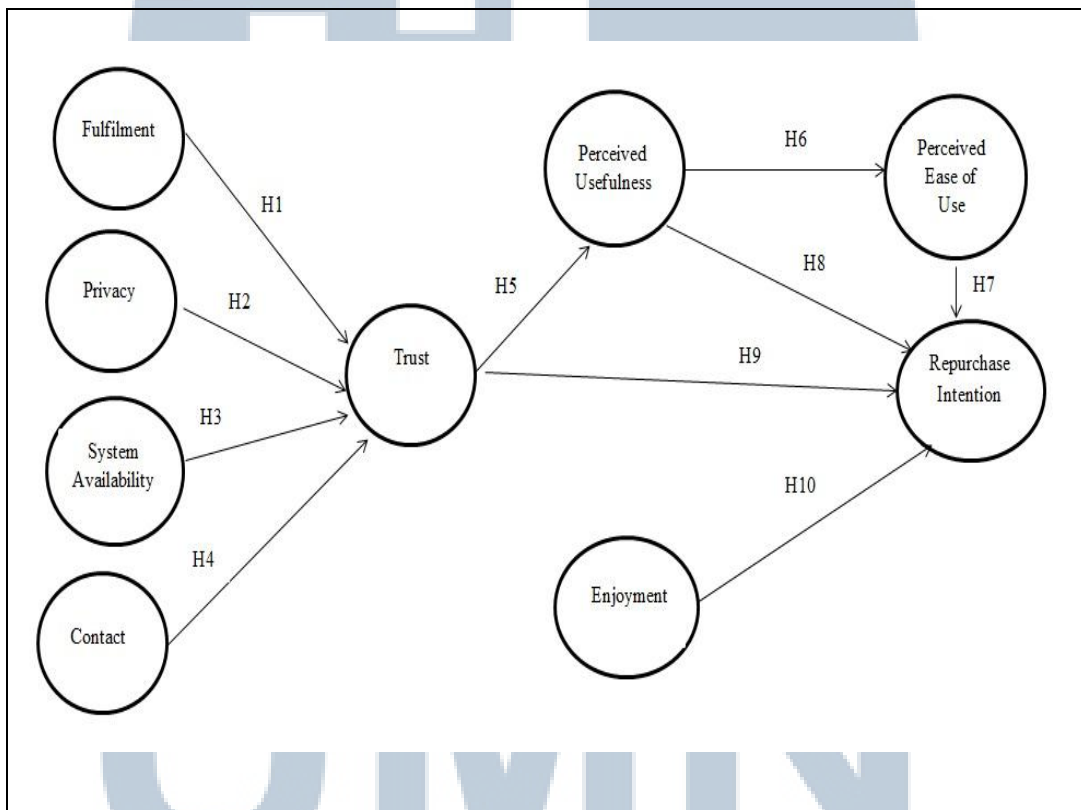 Fulfilment
H1
Privacy
H2
System
Availability
H3
Contact
H4
Trust
H5
Perceived
Usefulness
H6
Perceived
Ease of
Use
H7
H8
H9
Repurchase
Intention
Enjoyment
H10
UMN